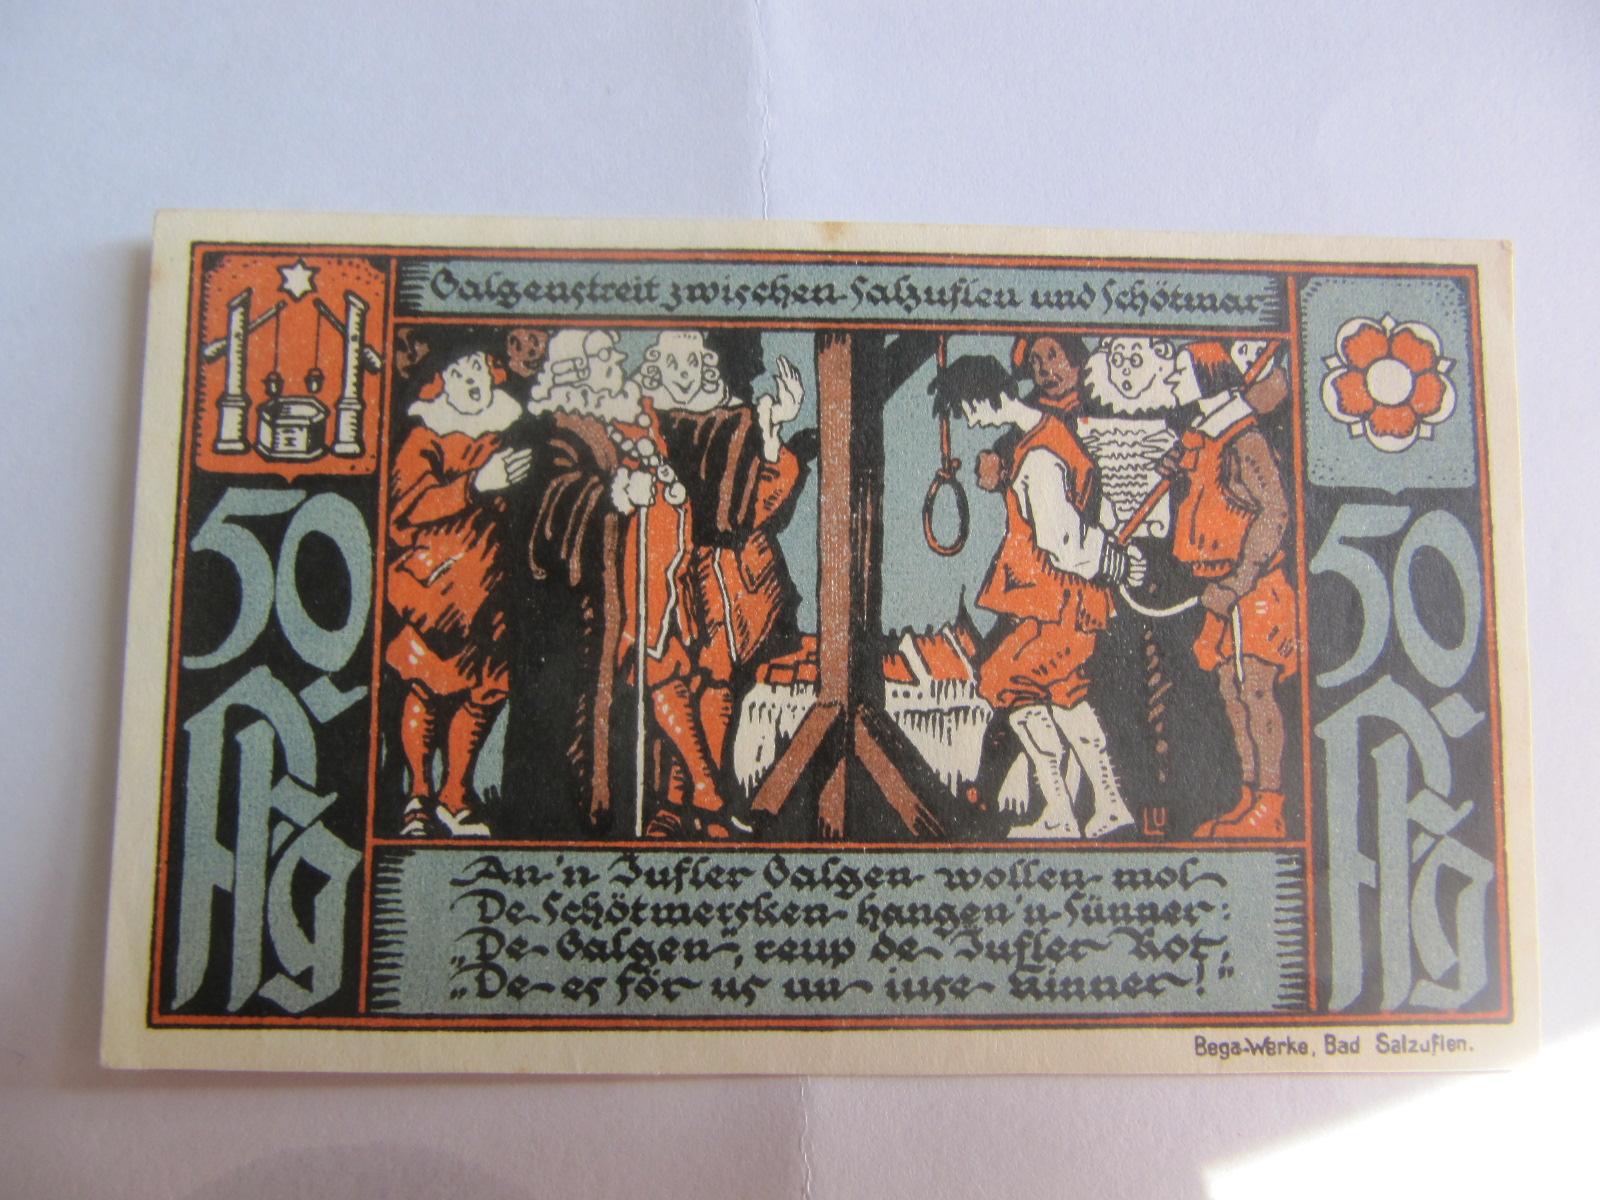 Galgenstreit zwischen Salzuflen und Schötmar
50 50
Pfg Pfg
LU
An'n Zufler Galgen wollen mol
De Schötmersken hangen'n Sünner:
"De Galgen", reup de Zufler Rot,
"De es för us un iuse Kinner!"
Bega-Werke, Bad Salzuflen.